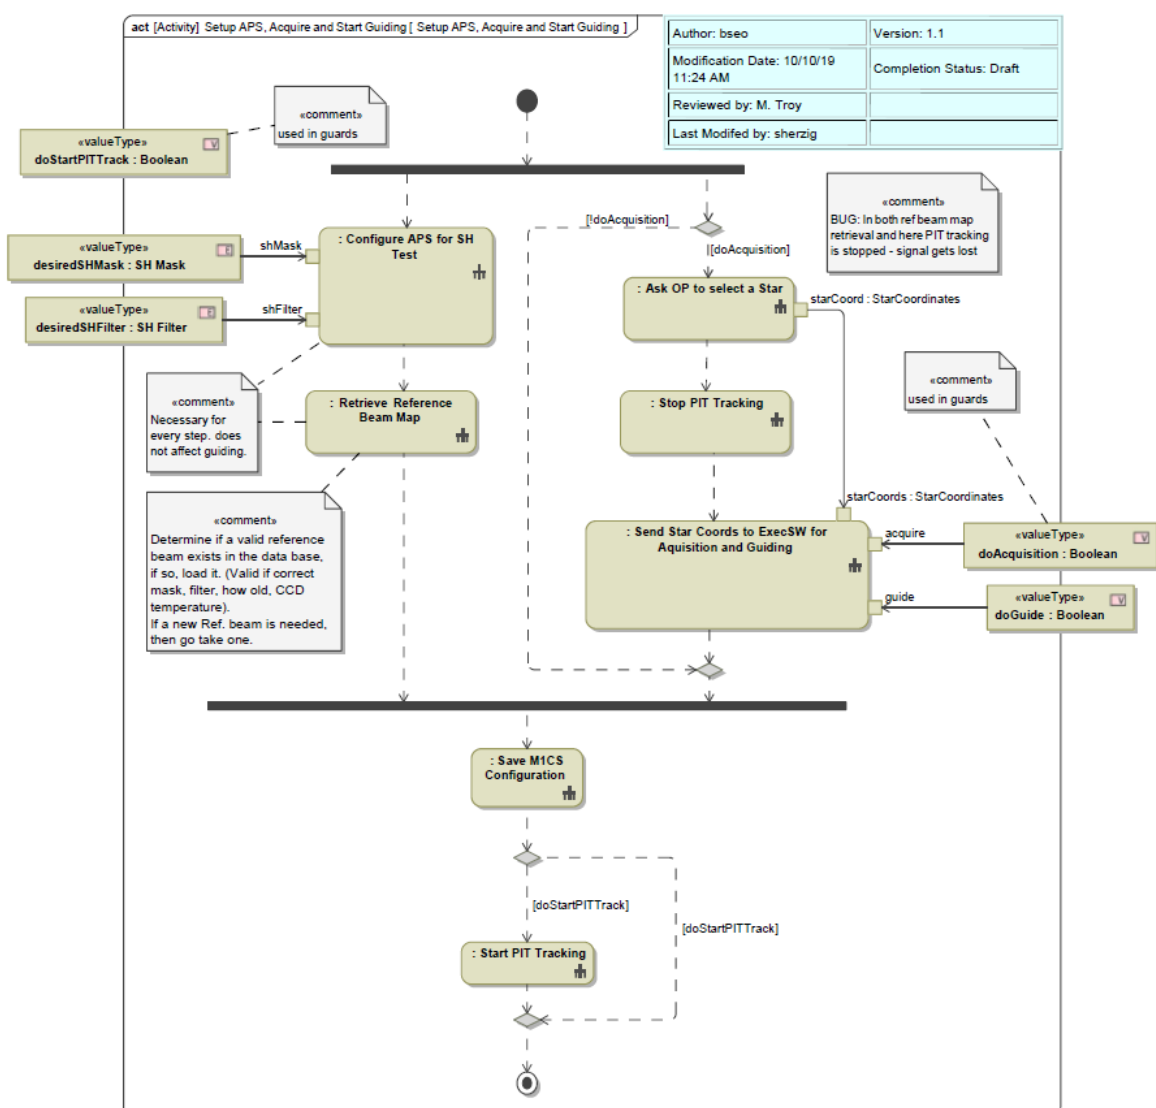 act [Activity] Setup APS, Acquire and Start Guiding [ Setup APS, Acquire and Start Guiding ]
Author: bseo
Version: 1.1
Modification Date: 10/10/19
11:24 AM
Completion Status: Draft
Reviewed by: M. Troy
Last Modifed by: sherzig
«comment»
used in guards
«valueType»
doStartPITTrack : Boolean
«comment»
BUG: In both ref beam map
retrieval and here PIT tracking
is stopped - signal gets lost
[!doAcquisition]
[doAcquisition]
«valueType»
desiredSHMask : SH Mask
shMask
: Configure APS for SH
Test
: Ask OP to select a Star
starCoord : StarCoordinates
«valueType»
desiredSHFilter : SH Filter
shFilter
«comment»
used in guards
«comment»
Necessary for
every step. does
not affect guiding.
: Retrieve Reference
Beam Map
: Stop PIT Tracking
starCoords : StarCoordinates
«comment»
Determine if a valid reference
beam exists in the data base,
if so, load it. (Valid if correct
mask, filter, how old, CCD
temperature).
If a new Ref. beam is needed,
then go take one.
: Send Star Coords to ExecSW for
Aquisition and Guiding
acquire
«valueType»
doAcquisition : Boolean
guide
«valueType»
doGuide : Boolean
: Save M1CS
Configuration
[doStartPITTrack]
[doStartPITTrack]
: Start PIT Tracking